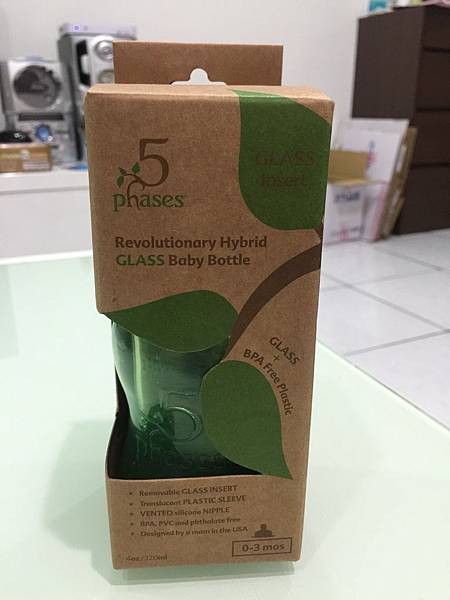 5
phases
GLASS
Insert
Revolutionary Hybrid
GLASS Baby Bottle
GLASS
+
BPA Free Plastic
• Removable GLASS INSERT
• Translucent PLASTIC SLEEVE
• VENTED silicone NIPPLE
• BPA, PVC and phthalate free
• Designed by a mom in the USA
4oz/120ml
0-3 mos